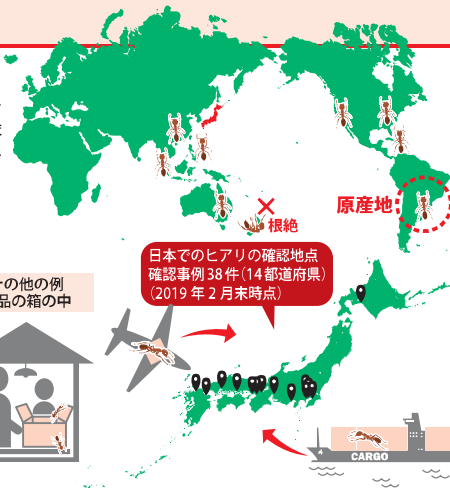 原産地
根絶
日本でのヒアリの確認地点
確認事例38件（14都道府県）
（2019年2月末時点）
の他の例
品の箱の中
CARGO